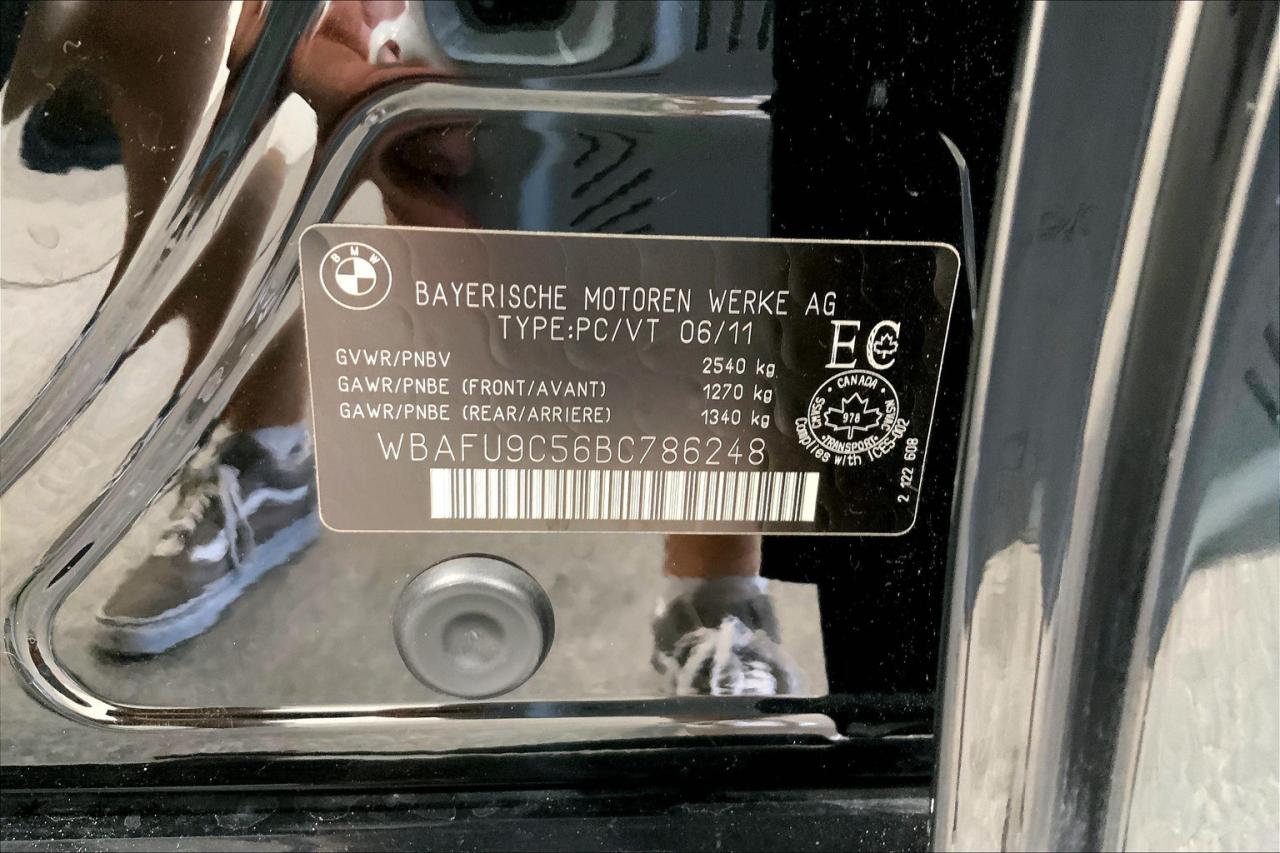 BMW
BAYERISCHE MOTOREN WERKE AG
TYPE:PC/VT 06/11
EC
GVWR/PNBV 2540 kg
GAWR/PNBE (FRONT/AVANT) 1270 kg
GAWR/PNBE (REAR/ARRIERE) 1340 kg
CANADA
CMVSS
978
NSVAC
TRANSPORT
Complies with ICES-002
WBAFU9C56BC786248
2 122 608